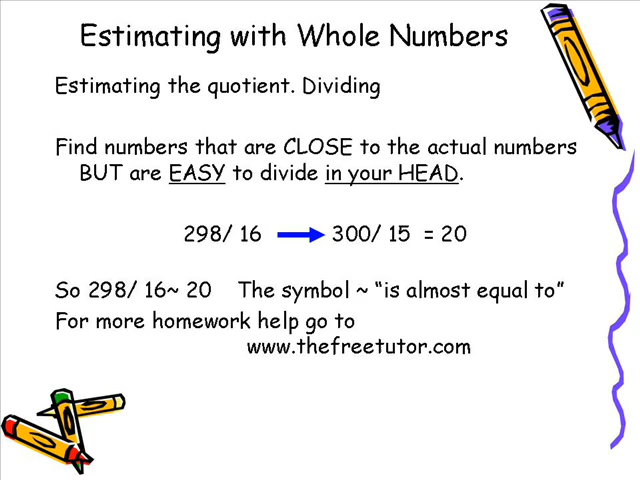 Estimating with Whole Numbers
Estimating the quotient. Dividing
Find numbers that are CLOSE to the actual numbers
BUT are EASY to divide in your HEAD.
298/ 16 300/ 15 = 20
So 298/ 16~ 20 The symbol ~ “is almost equal to”
For more homework help go to
www.thefreetutor.com